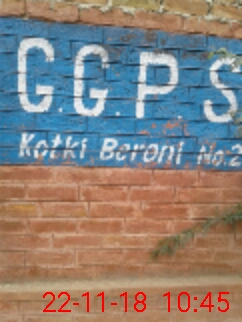 G.G.P S
Kotki Beroni No.2
22-11-18 10:45